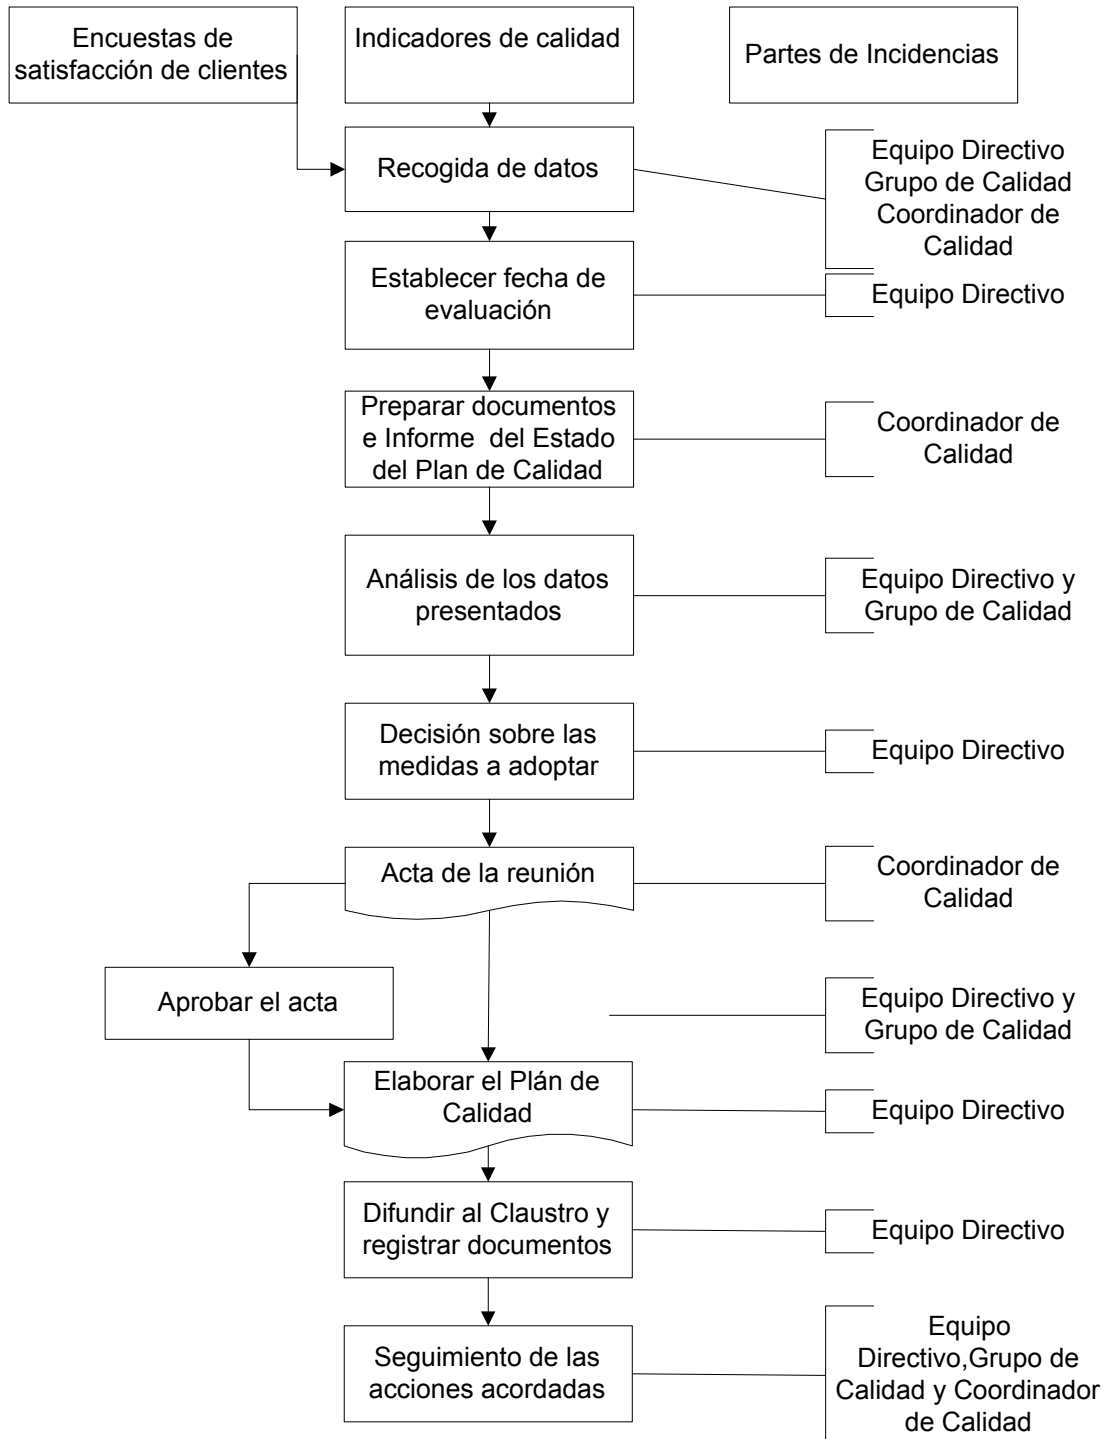 Encuestas de
satisfacción de clientes
Indicadores de calidad
Partes de Incidencias
Recogida de datos
Equipo Directivo
Grupo de Calidad
Coordinador de
Calidad
Establecer fecha de
evaluación
Equipo Directivo
Preparar documentos
e Informe  del Estado
del Plan de Calidad
Coordinador de
Calidad
Análisis de los datos
presentados
Equipo Directivo y
Grupo de Calidad
Decisión sobre las
medidas a adoptar
Equipo Directivo
Acta de la reunión
Coordinador de
Calidad
Aprobar el acta
Equipo Directivo y
Grupo de Calidad
Elaborar el Plán de
Calidad
Equipo Directivo
Difundir al Claustro y
registrar documentos
Equipo Directivo
Seguimiento de las
acciones acordadas
Equipo
Directivo,Grupo de
Calidad y Coordinador
de Calidad